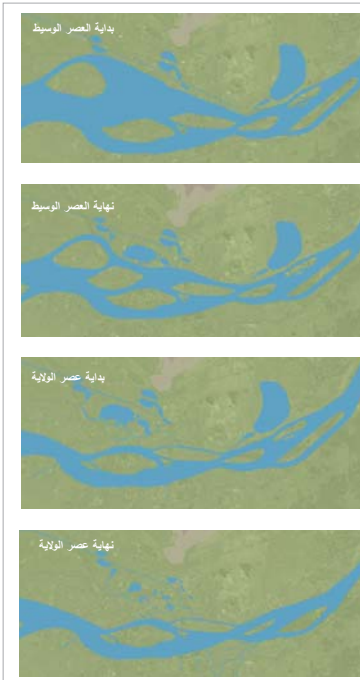 بداية العصر الوسيط
نهاية العصر الوسيط
بداية عصر الولاية
نهاية عصر الولاية